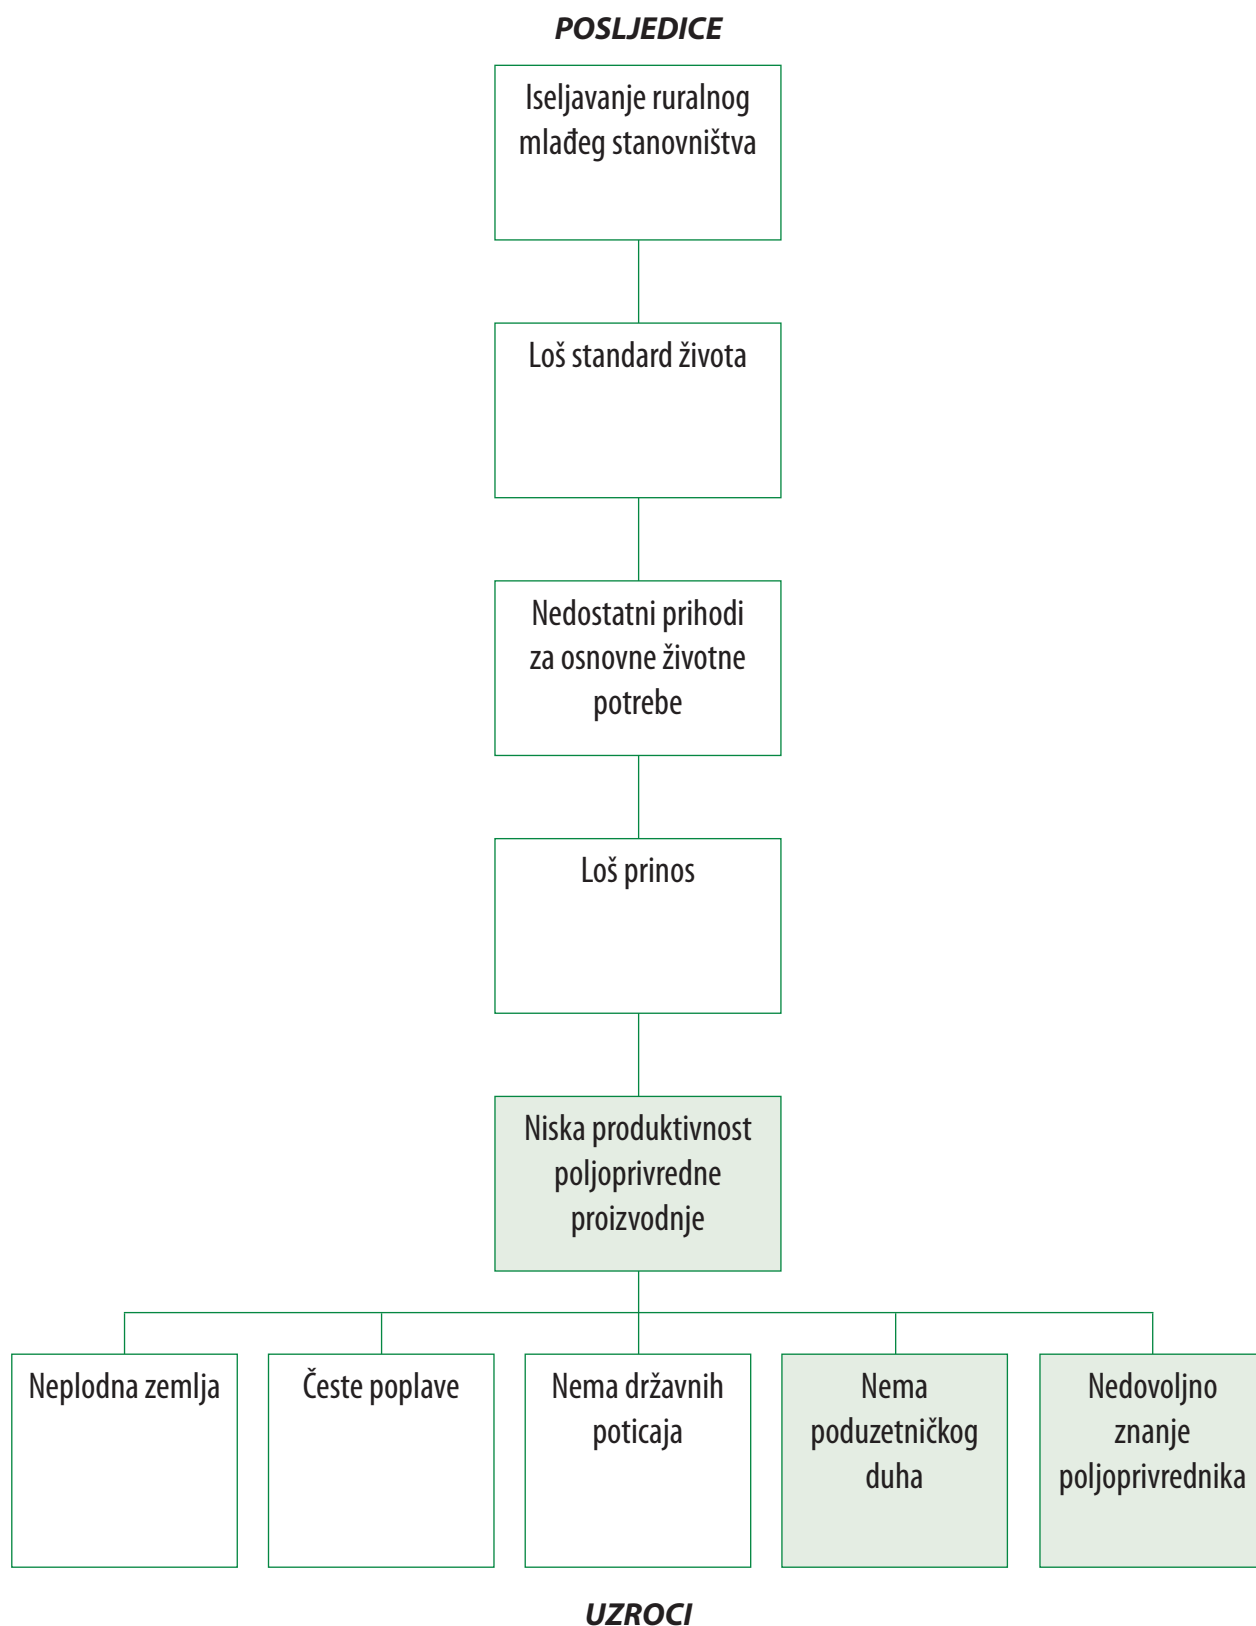 POSLJEDICE
Iseljavanje ruralnog
mlađeg stanovništva
Loš standard života
Nedostatni prihodi
za osnovne životne
potrebe
Loš prinos
Niska produktivnost
poljoprivredne
proizvodnje
Neplodna zemlja
Česte poplave
Nema državnih
poticaja
Nema
poduzetničkog
duha
Nedovoljno
znanje
poljoprivrednika
UZROCI